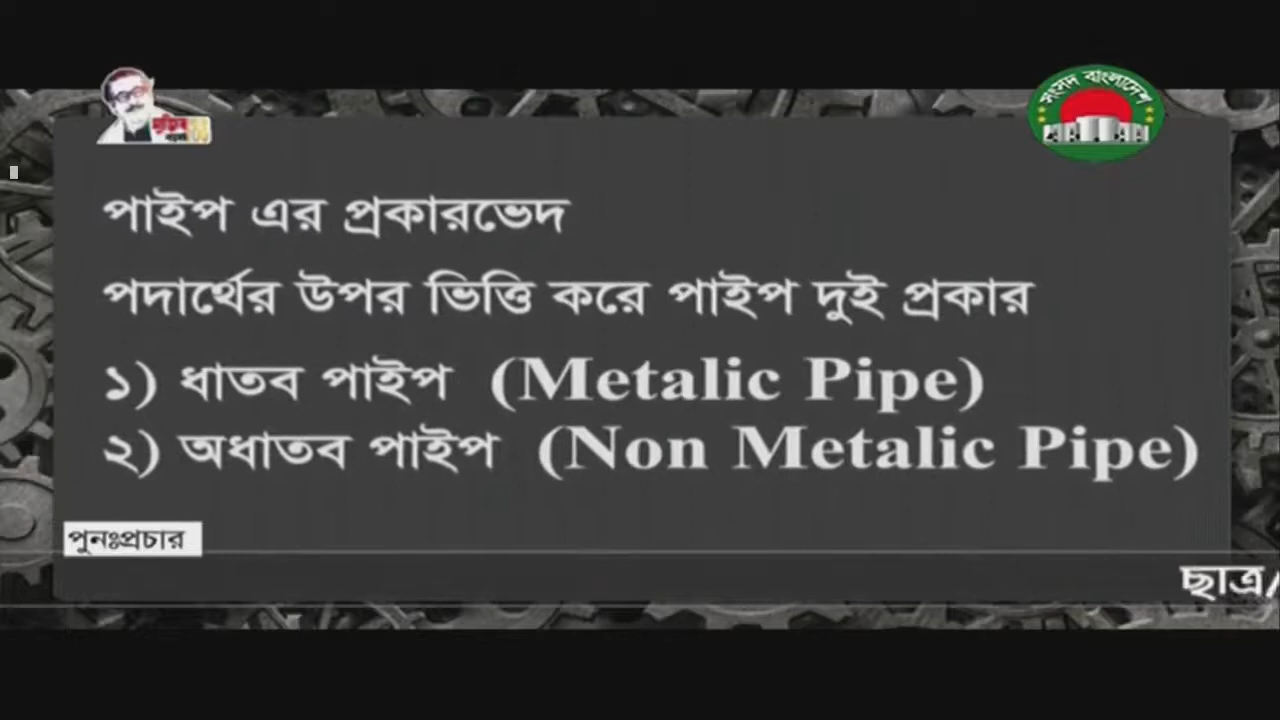 সংসদ বাংলাদেশ
পাইপ এর প্রকারভেদ
পদার্থের উপর ভিত্তি করে পাইপ দুই প্রকার
১) ধাতব পাইপ (Metalic Pipe)
২) অধাতব পাইপ (Non Metalic Pipe)
পুনঃপ্রচার
ছাত্র/